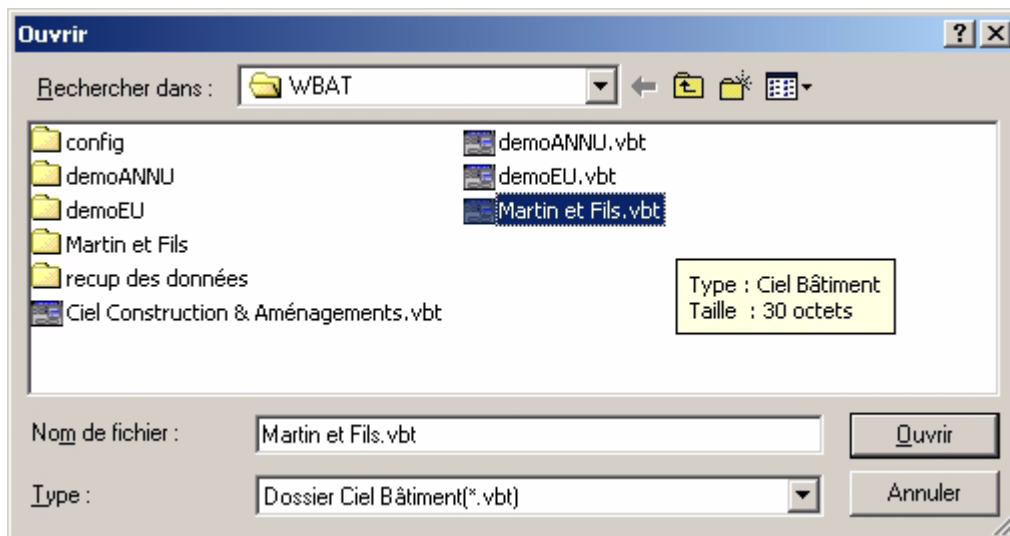 Ouvrir
Rechercher dans :
WBAT
config
demoANNU
demoEU
Martin et Fils
recup des données
Ciel Construction & Aménagements.vbt
demoANNU.vbt
demoEU.vbt
Martin et Fils.vbt
Type : Ciel Bâtiment
Taille : 30 octets
Nom de fichier :
Martin et Fils.vbt
Ouvrir
Type :
Dossier Ciel Bâtiment(*.vbt)
Annuler